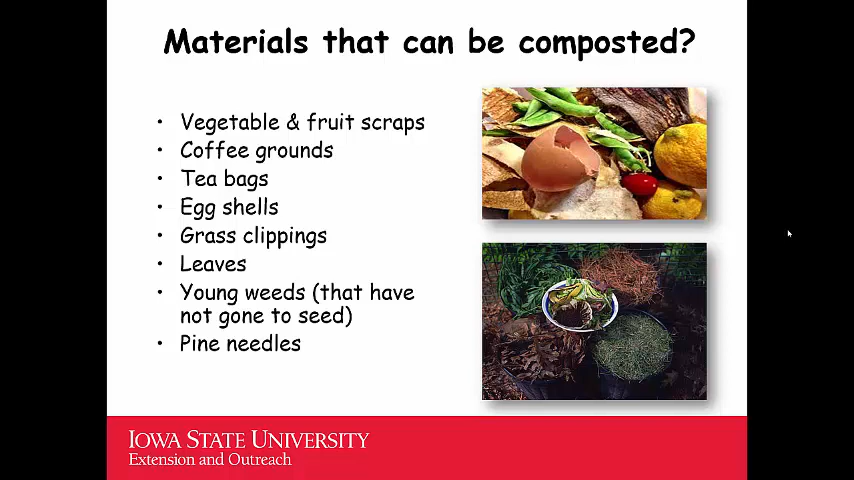 Materials that can be composted?
• Vegetable & fruit scraps
• Coffee grounds
• Tea bags
• Egg shells
• Grass clippings
• Leaves
• Young weeds (that have
not gone to seed)
• Pine needles
IOWA STATE UNIVERSITY
Extension and Outreach